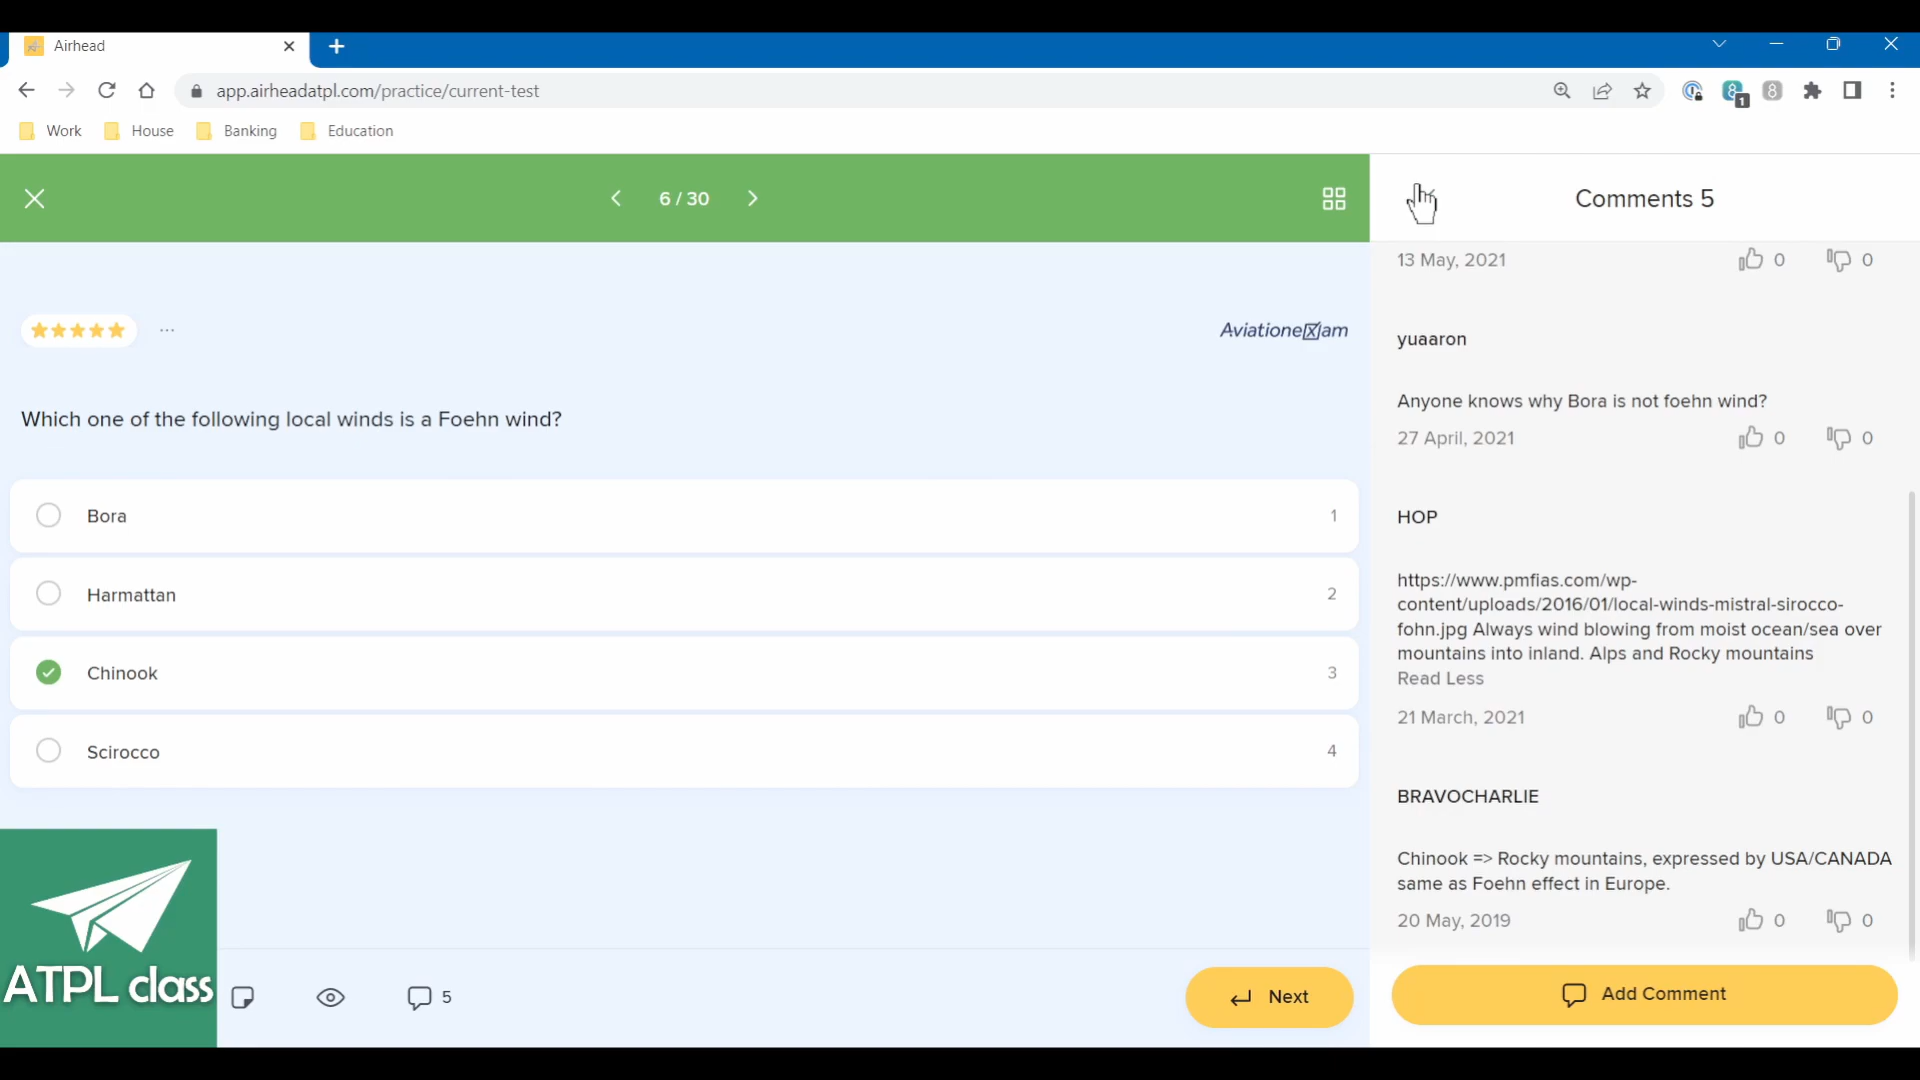 Airhead
app.airheadatpl.com/practice/current-test
1
Work
House
Banking
Education
6 / 30
Comments 5
13 May, 2021
0
0
...
Aviationexam
yuaaron
Which one of the following local winds is a Foehn wind?
Anyone knows why Bora is not foehn wind?
27 April, 2021
0
0
Bora
1
Harmattan
2
Chinook
3
Scirocco
4
HOP
https://www.pmfias.com/wp-
content/uploads/2016/01/local-winds-mistral-sirocco-
fohn.jpg Always wind blowing from moist ocean/sea over
mountains into inland. Alps and Rocky mountains
Read Less
21 March, 2021
0
0
BRAVOCHARLIE
Chinook => Rocky mountains, expressed by USA/CANADA
same as Foehn effect in Europe.
20 May, 2019
0
0
ATPL class
5
Next
Add Comment